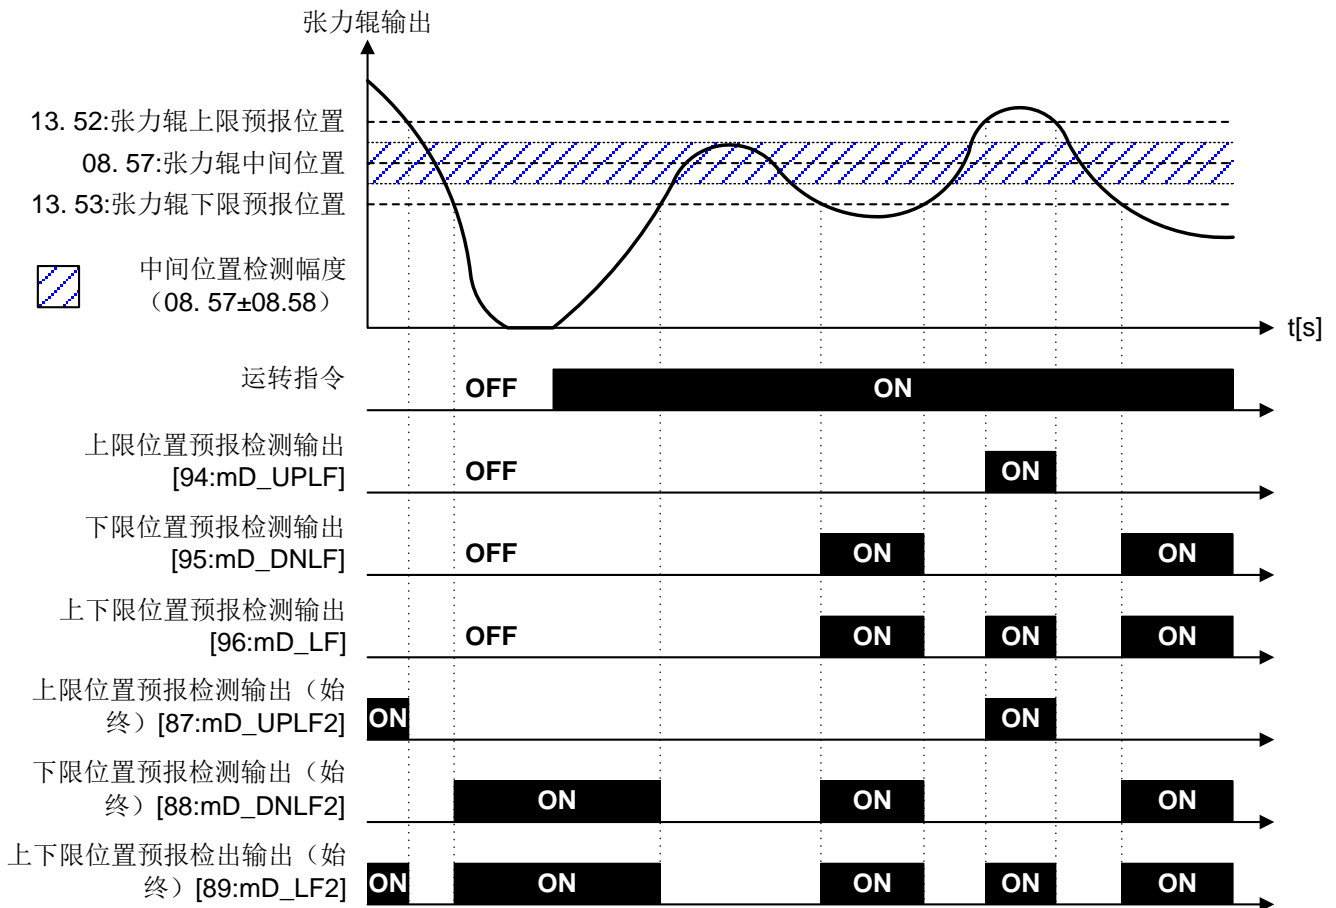 张力辊输出
13. 52:张力辊上限预报位置
08. 57:张力辊中间位置
13. 53:张力辊下限预报位置
中间位置检测幅度
（08. 57±08.58）
t[s]
运转指令
OFF
ON
上限位置预报检测输出
[94:mD_UPLF]
OFF
ON
下限位置预报检测输出
[95:mD_DNLF]
OFF
ON
ON
上下限位置预报检测输出
[96:mD_LF]
OFF
ON
ON
ON
上限位置预报检测输出（始
终）[87:mD_UPLF2]
ON
ON
下限位置预报检测输出（始
终）[88:mD_DNLF2]
ON
ON
ON
上下限位置预报检出输出（始
终）[89:mD_LF2]
ON
ON
ON
ON
ON